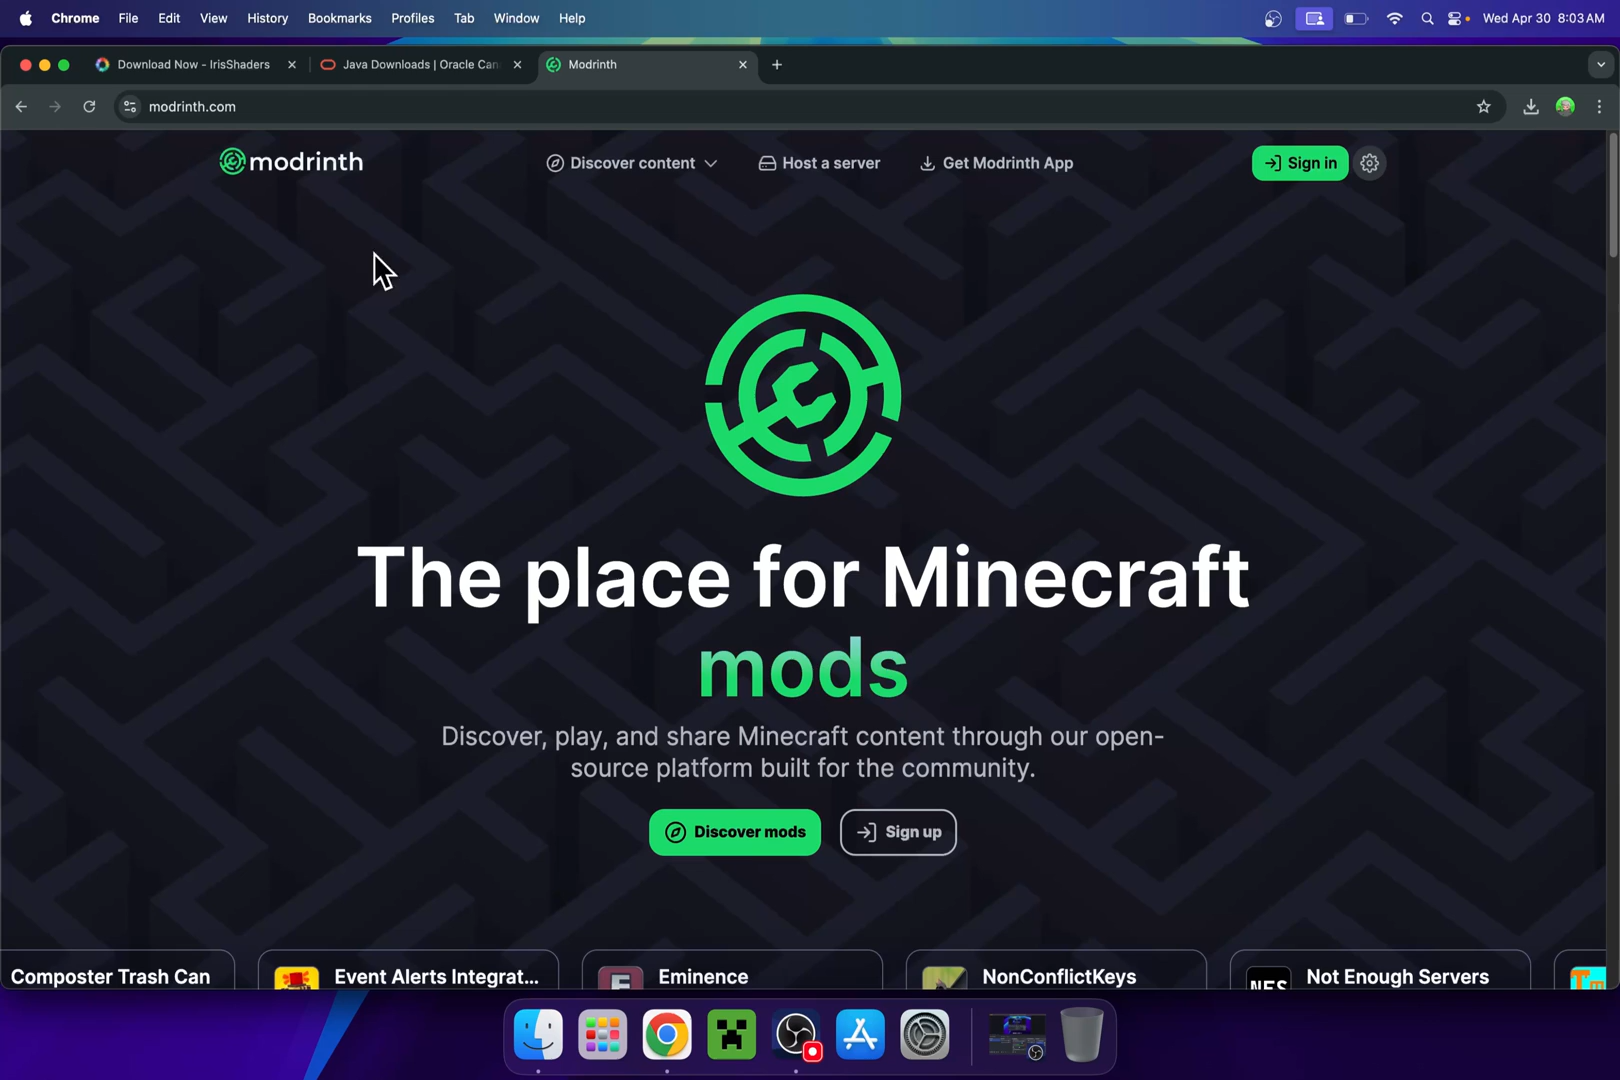 Chrome File Edit View History Bookmarks Profiles Tab Window Help Wed Apr 30 8:03 AM
Download Now - IrisShaders Java Downloads | Oracle Can Modrinth
modrinth.com
modrinth Discover content Host a server Get Modrinth App Sign in
The place for Minecraft
mods
Discover, play, and share Minecraft content through our open-
source platform built for the community.
Discover mods Sign up
Composter Trash Can Event Alerts Integrat... Eminence NonConflictKeys NES Not Enough Servers